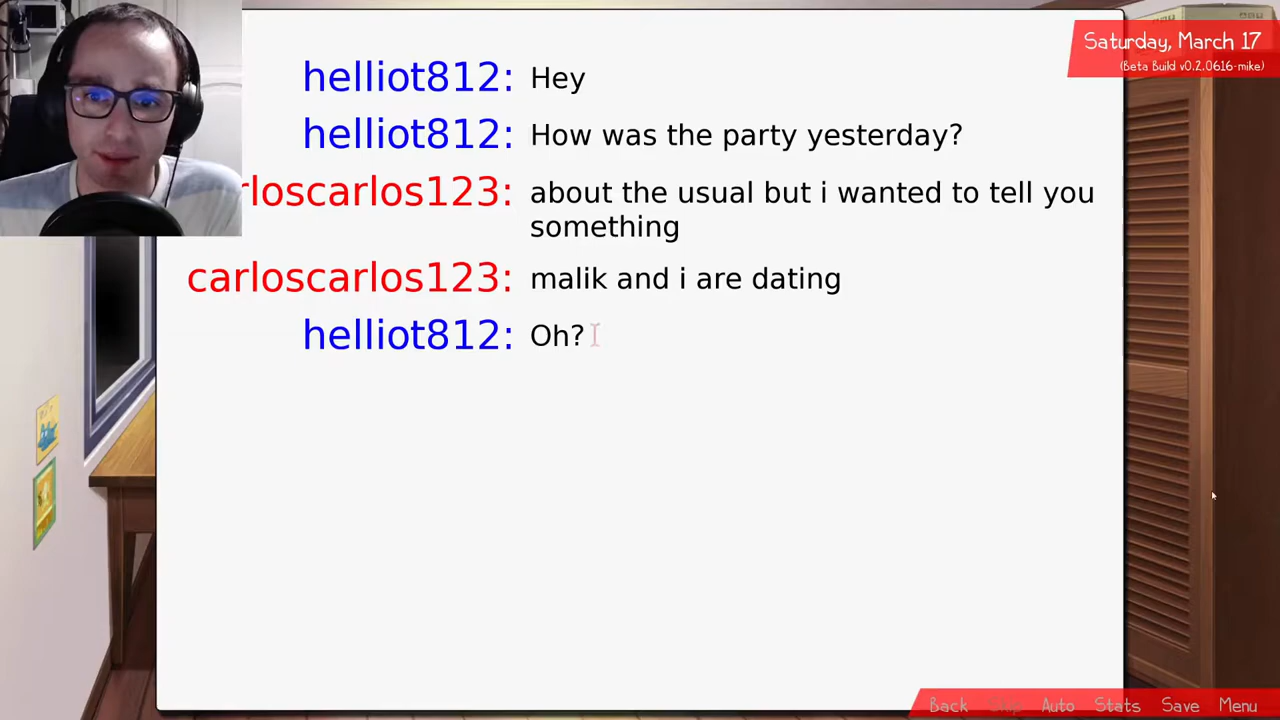 Saturday, March 17
(Beta Build v0.2.0616-mike)
helliot812: Hey
helliot812: How was the party yesterday?
rloscarlos123: about the usual but i wanted to tell you
something
carloscarlos123: malik and i are dating
helliot812: Oh?
Back Skip Auto Stats Save Menu